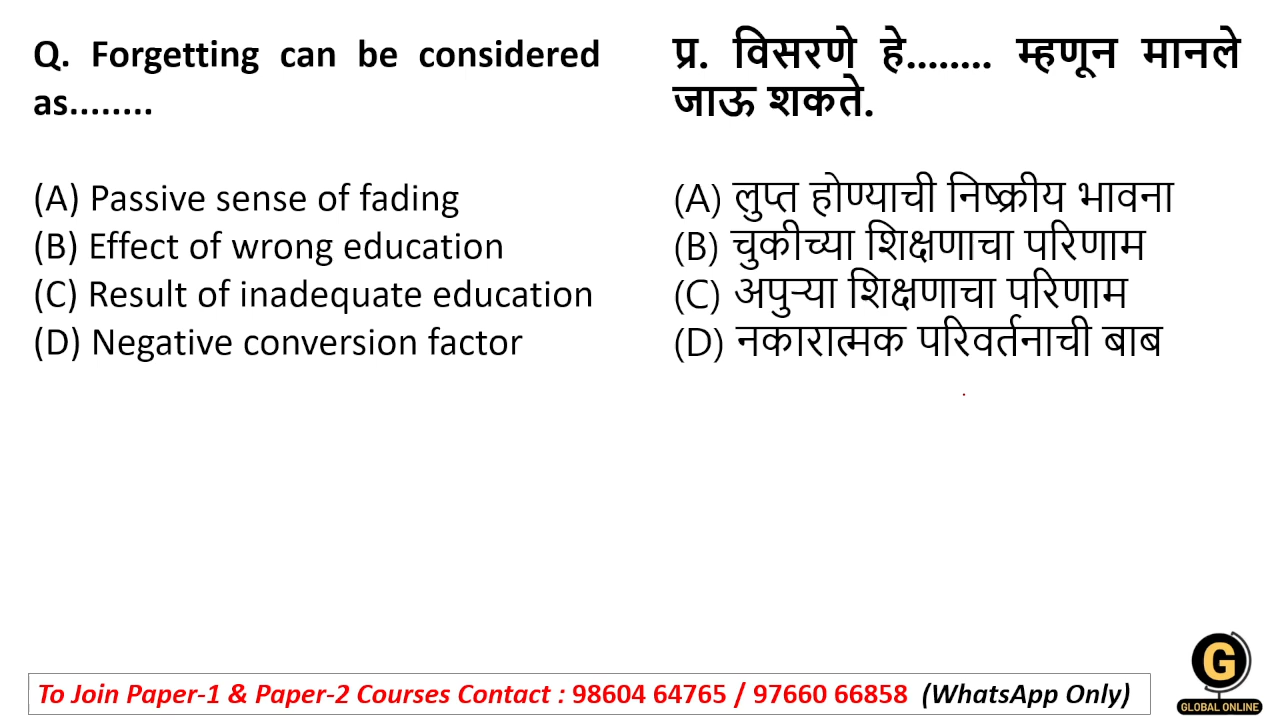 Q. Forgetting can be considered
as........
(A) Passive sense of fading
(B) Effect of wrong education
(C) Result of inadequate education
(D) Negative conversion factor
प्र. विसरणे हे........ म्हणून मानले
जाऊ शकते.
(A) लुप्त होण्याची निष्क्रीय भावना
(B) चुकीच्या शिक्षणाचा परिणाम
(C) अपुऱ्या शिक्षणाचा परिणाम
(D) नकारात्मक परिवर्तनाची बाब
To Join Paper-1 & Paper-2 Courses Contact : 98604 64765 / 97660 66858 (WhatsApp Only)
G
GLOBAL ONLINE